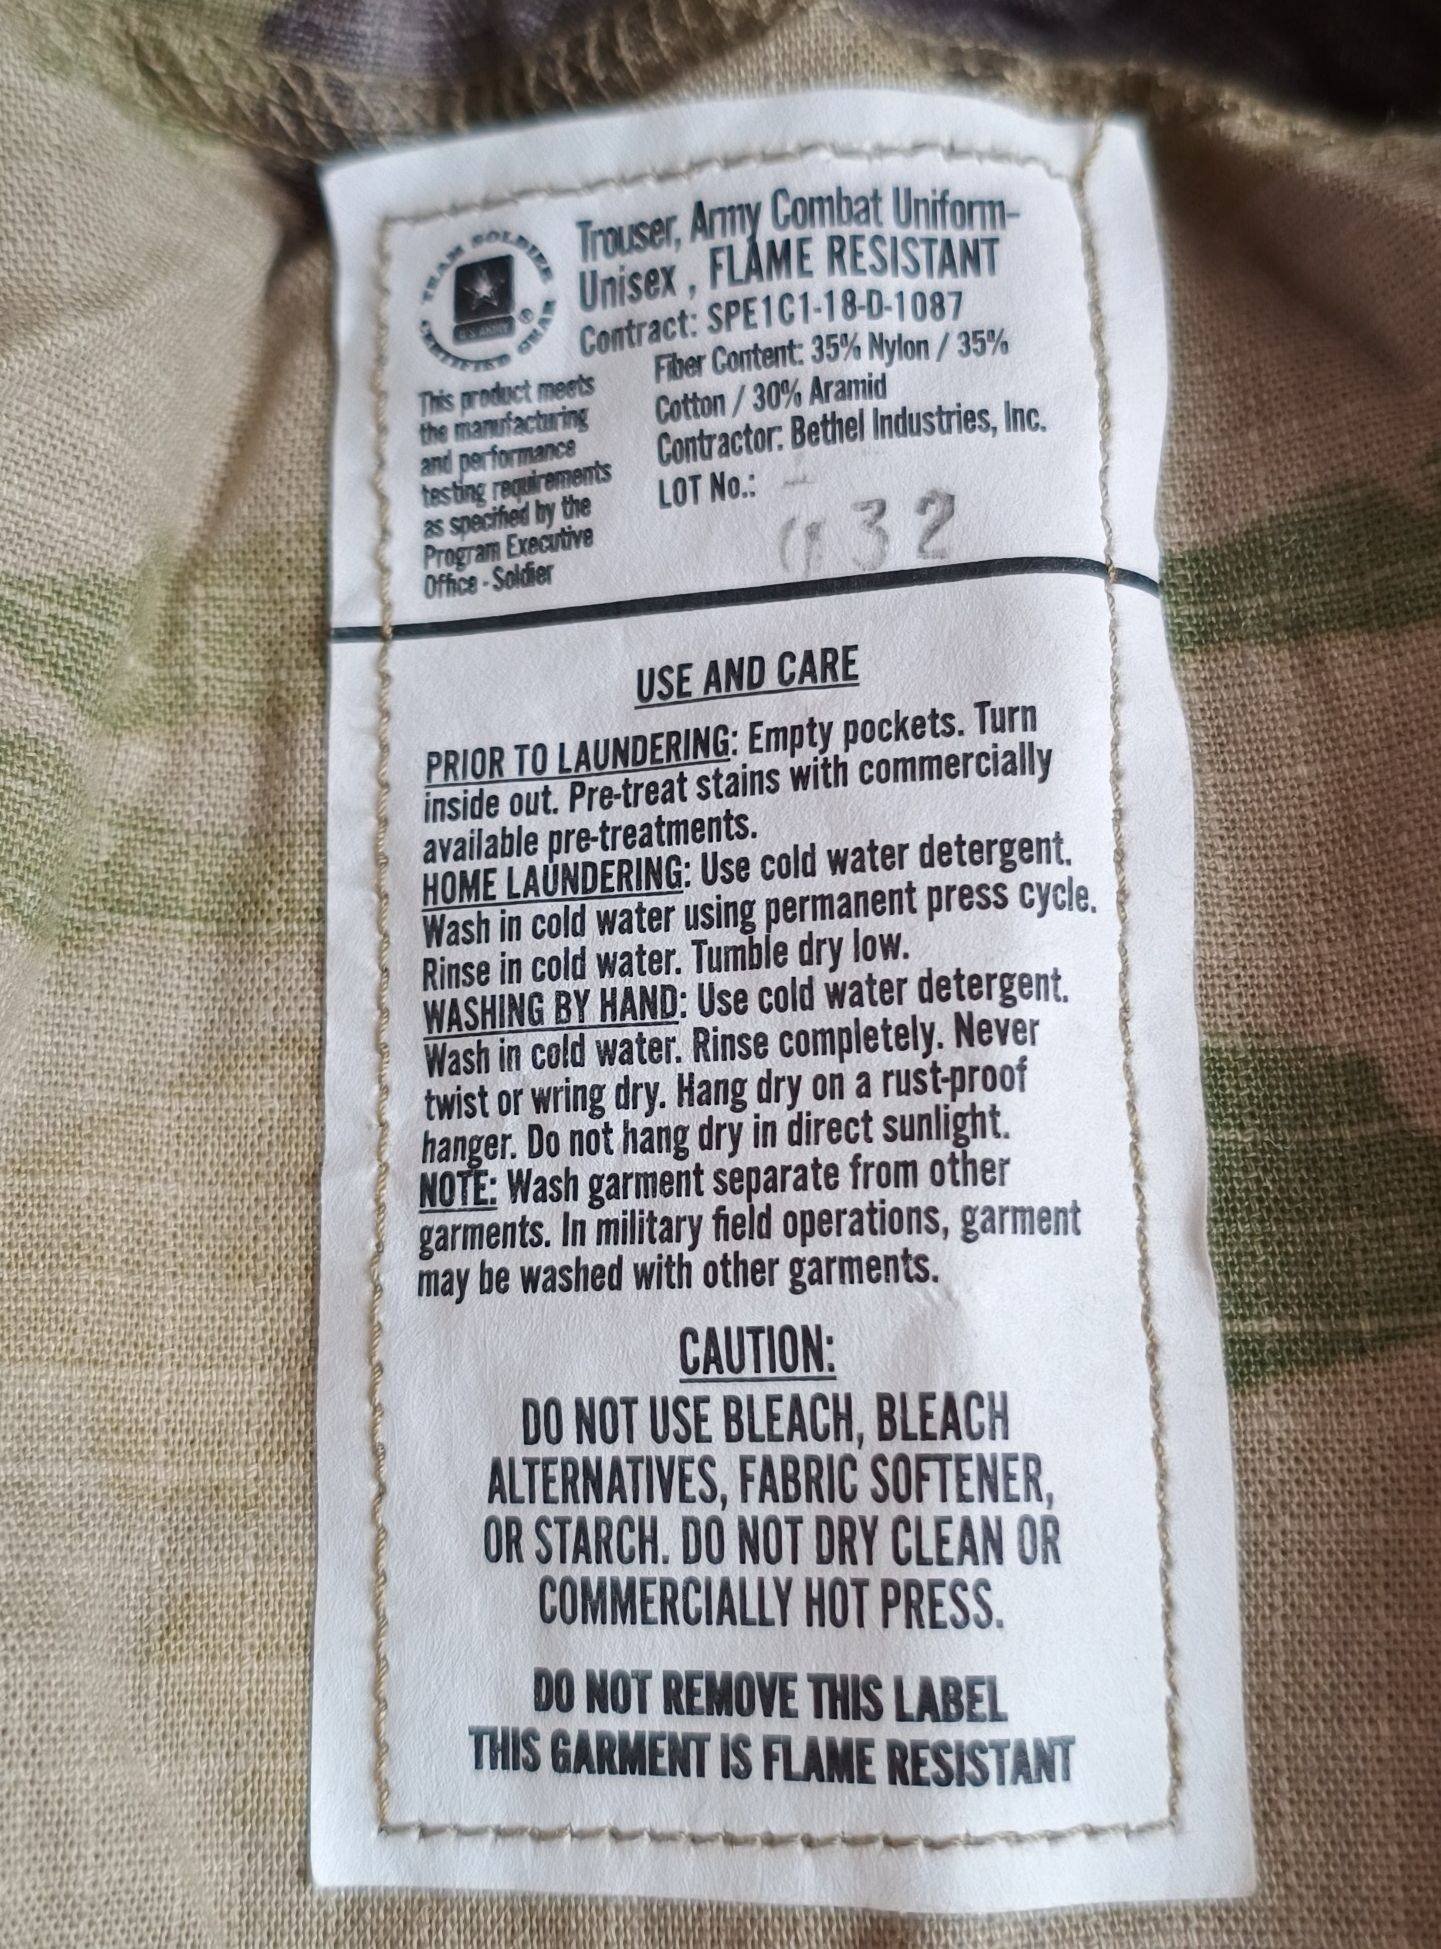 TEAM SOLDIER
CERTIFIED GEAR
U.S. ARMY
®
Trouser, Army Combat Uniform-
Unisex , FLAME RESISTANT
Contract: SPE1C1-18-D-1087
Fiber Content: 35% Nylon / 35%
Cotton / 30% Aramid
Contractor: Bethel Industries, Inc.
LOT No.:
32
This product meets
the manufacturing
and performance
testing requirements
as specified by the
Program Executive
Office - Soldier
USE AND CARE
PRIOR TO LAUNDERING: Empty pockets. Turn
inside out. Pre-treat stains with commercially
available pre-treatments.
HOME LAUNDERING: Use cold water detergent.
Wash in cold water using permanent press cycle.
Rinse in cold water. Tumble dry low.
WASHING BY HAND: Use cold water detergent.
Wash in cold water. Rinse completely. Never
twist or wring dry. Hang dry on a rust-proof
hanger. Do not hang dry in direct sunlight.
NOTE: Wash garment separate from other
garments. In military field operations, garment
may be washed with other garments.
CAUTION:
DO NOT USE BLEACH, BLEACH
ALTERNATIVES, FABRIC SOFTENER,
OR STARCH. DO NOT DRY CLEAN OR
COMMERCIALLY HOT PRESS.
DO NOT REMOVE THIS LABEL
THIS GARMENT IS FLAME RESISTANT